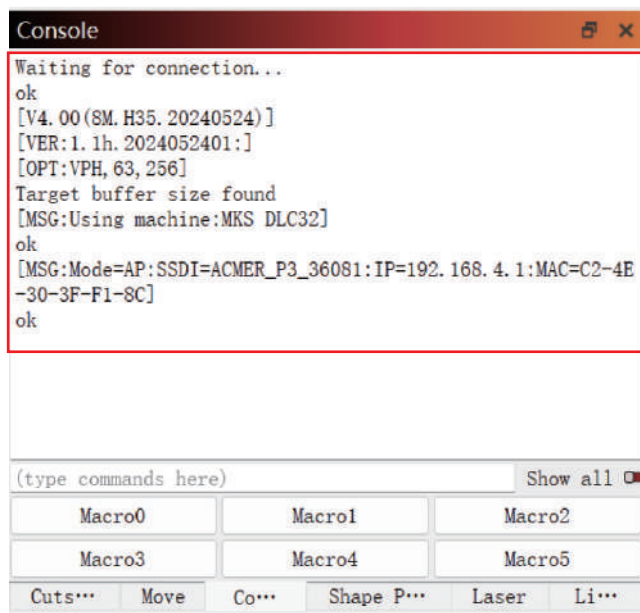 Console
Waiting for connection...
ok
[V4.00(8M.H35.20240524)]
[VER:1.1h.2024052401:]
[OPT:VPH,63,256]
Target buffer size found
[MSG:Using machine:MKS DLC32]
ok
[MSG:Mode=AP:SSDI=ACMER_P3_36081:IP=192.168.4.1:MAC=C2-4E
-30-3F-F1-8C]
ok
(type commands here) Show all
Macro0 Macro1 Macro2
Macro3 Macro4 Macro5
Cuts… Move Co… Shape P… Laser Li…